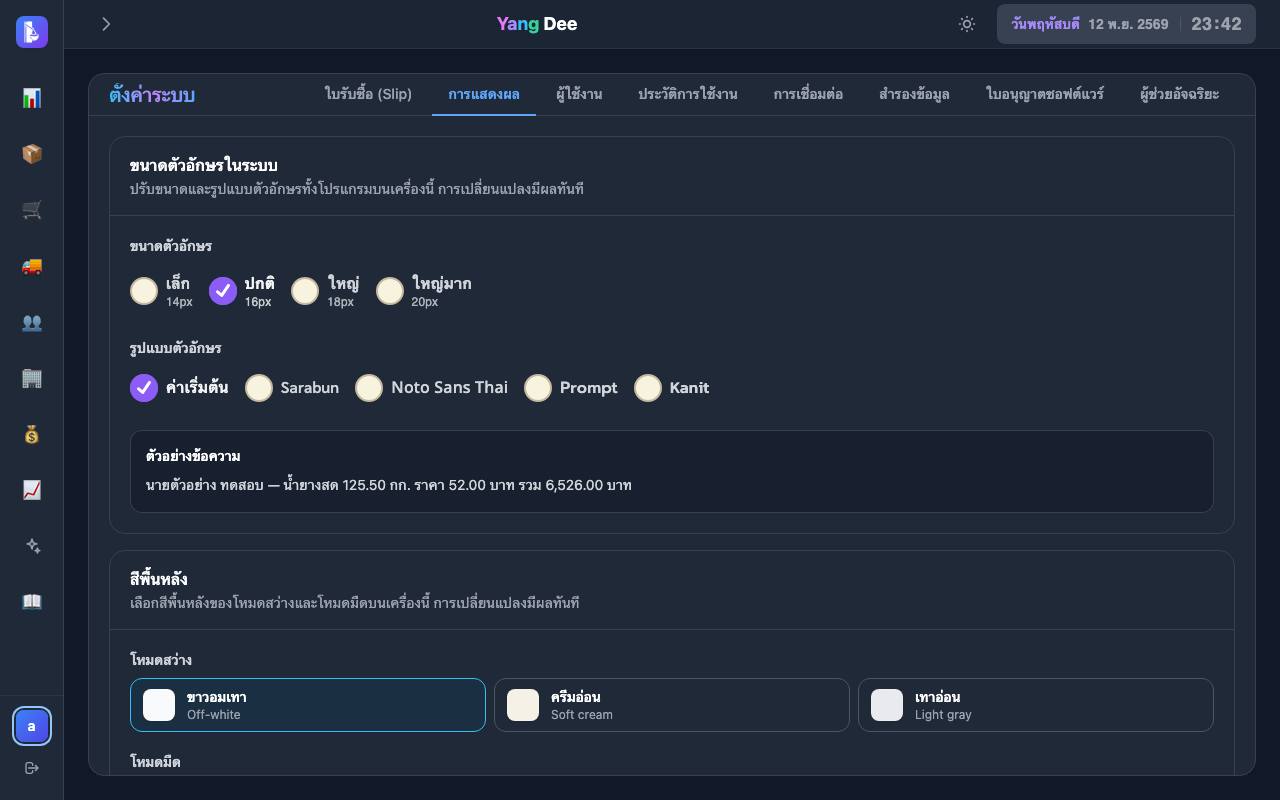 Yang Dee
วันพฤหัสบดี 12 พ.ย. 2569 23:42
ตั้งค่าระบบ
ใบรับซื้อ (Slip) การแสดงผล ผู้ใช้งาน ประวัติการใช้งาน การเชื่อมต่อ สำรองข้อมูล ใบอนุญาตซอฟต์แวร์ ผู้ช่วยอัจฉริยะ
ขนาดตัวอักษรในระบบ
ปรับขนาดและรูปแบบตัวอักษรทั้งโปรแกรมบนเครื่องนี้ การเปลี่ยนแปลงมีผลทันที
ขนาดตัวอักษร
เล็ก ปกติ ใหญ่ ใหญ่มาก
14px 16px 18px 20px
รูปแบบตัวอักษร
ค่าเริ่มต้น Sarabun Noto Sans Thai Prompt Kanit
ตัวอย่างข้อความ
นายตัวอย่าง ทดสอบ — น้ำยางสด 125.50 กก. ราคา 52.00 บาท รวม 6,526.00 บาท
สีพื้นหลัง
เลือกสีพื้นหลังของโหมดสว่างและโหมดมืดบนเครื่องนี้ การเปลี่ยนแปลงมีผลทันที
โหมดสว่าง
ขาวอมเทา ครีมอ่อน เทาอ่อน
Off-white Soft cream Light gray
โหมดมืด
a